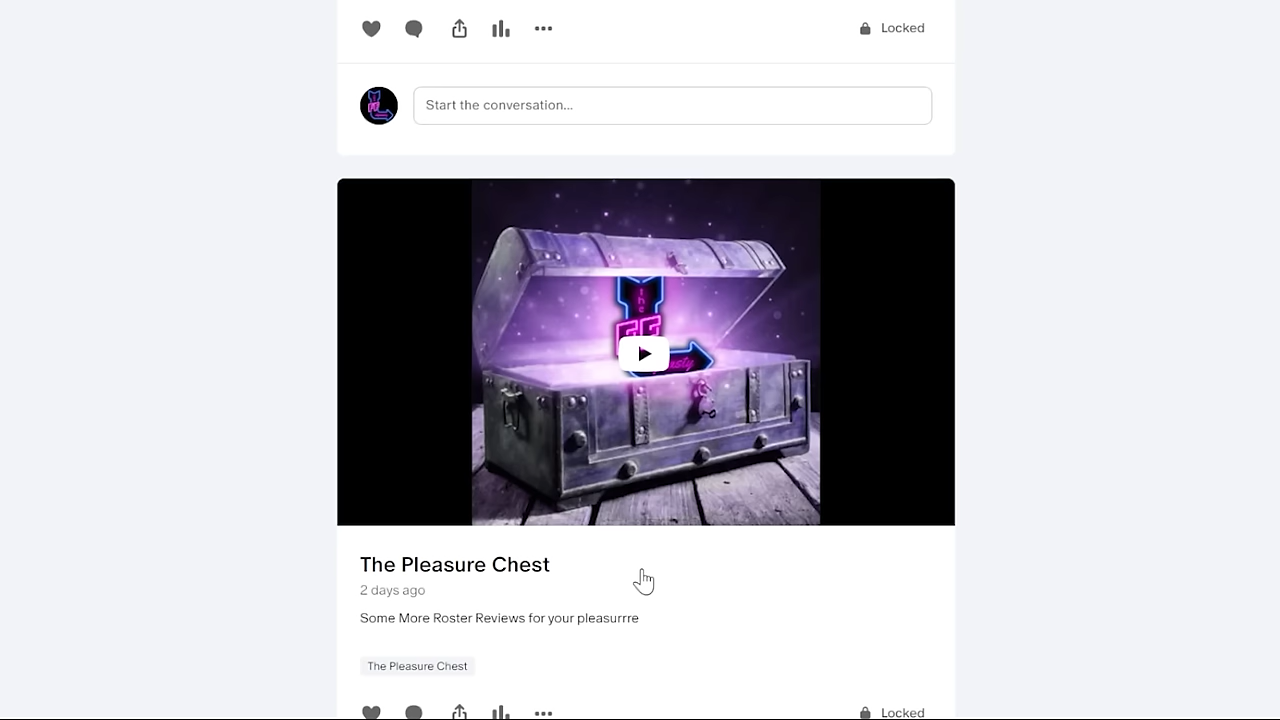 Locked
Start the conversation...
the
The Pleasure Chest
2 days ago
Some More Roster Reviews for your pleasurrre
The Pleasure Chest
Locked